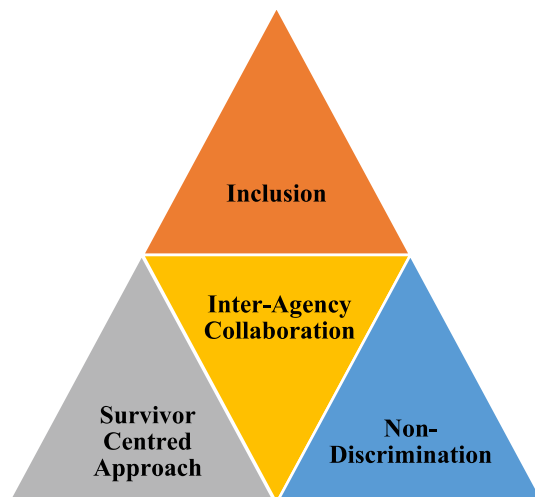 Inclusion
Inter-Agency
Collaboration
Survivor
Centred
Approach
Non-
Discrimination